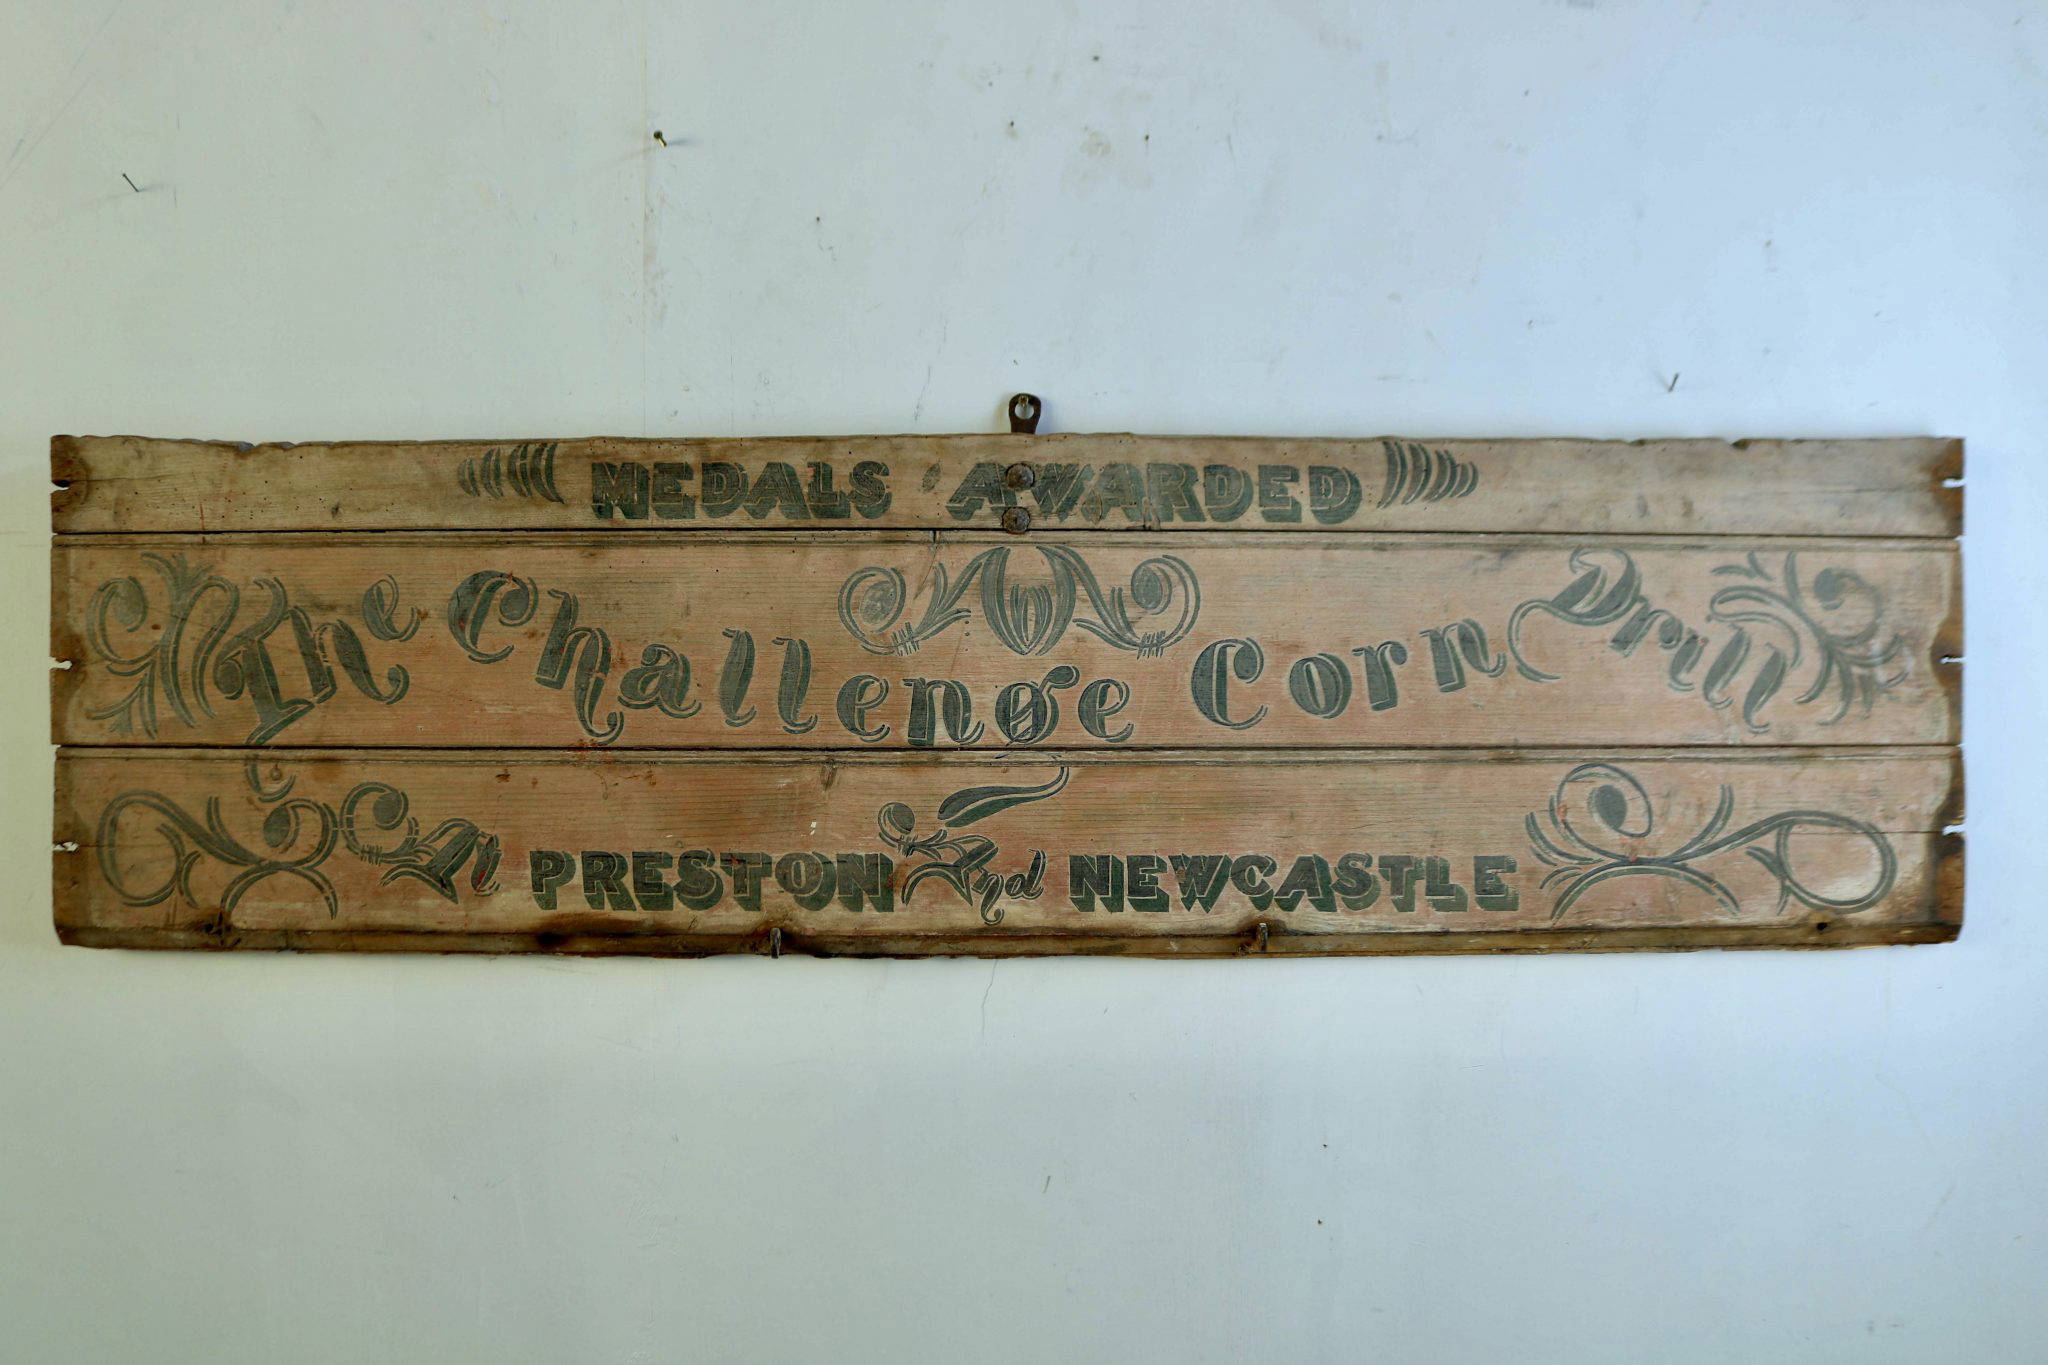 MEDALS AWARDED
The Challenge Corn Drill
At PRESTON And NEWCASTLE